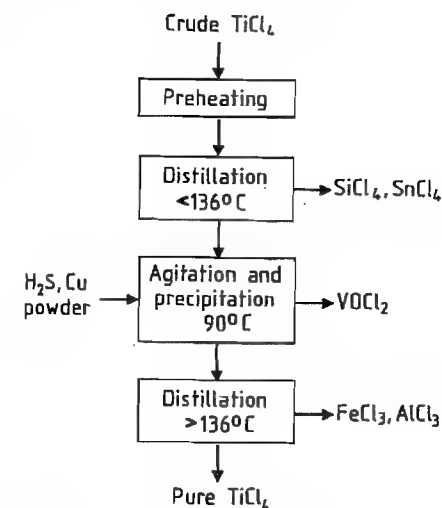 Crude TiCl₄
Preheating
Distillation
<136°C
SiCl₄, SnCl₄
H₂S, Cu
powder
Agitation and
precipitation
90°C
VOCl₂
Distillation
>136°C
FeCl₃, AlCl₃
Pure TiCl₄